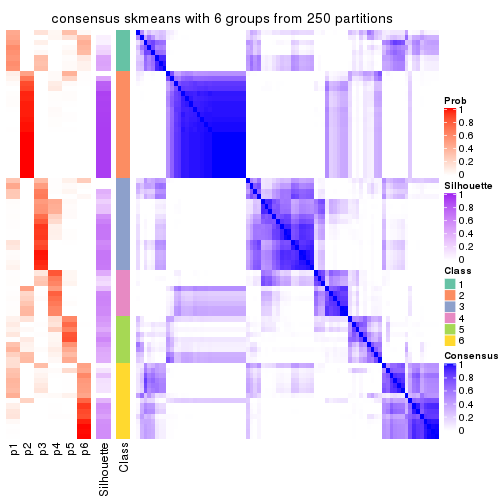 consensus skmeans with 6 groups from 250 partitions
Prob
1
0.8
0.6
0.4
0.2
0
Silhouette
1
0.8
0.6
0.4
0.2
0
Class
1
2
3
4
5
6
Consensus
1
0.8
0.6
0.4
0.2
0
p1
p2
p3
p4
p5
p6
Silhouette
Class